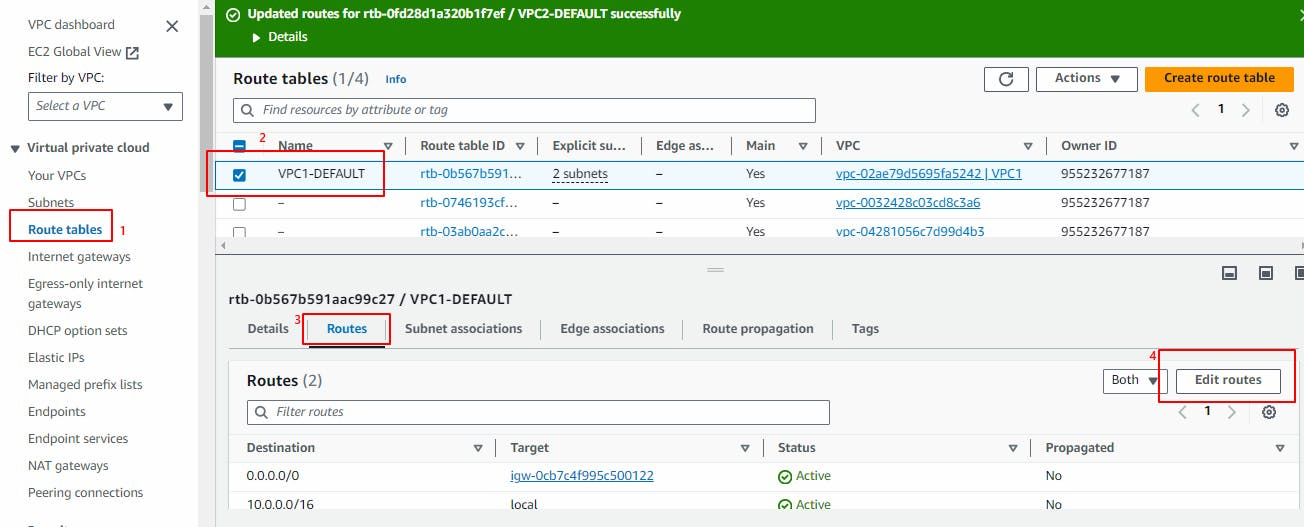 VPC dashboard
EC2 Global View
Filter by VPC:
Select a VPC
Virtual private cloud
Your VPCs
Subnets
Route tables 1
Internet gateways
Egress-only internet
gateways
DHCP option sets
Elastic IPs
Managed prefix lists
Endpoints
Endpoint services
NAT gateways
Peering connections
Updated routes for rtb-0fd28d1a320b1f7ef / VPC2-DEFAULT successfully
Details
Route tables (1/4) Info Actions Create route table
Find resources by attribute or tag 1
2 Name Route table ID Explicit su... Edge as... Main VPC Owner ID
VPC1-DEFAULT rtb-0b567b591... 2 subnets – Yes vpc-02ae79d5695fa5242 | VPC1 955232677187
– rtb-0746193cf... – – Yes vpc-0032428c03cd8c3a6 955232677187
– rtb-03ab0aa2c... – – Yes vpc-04281056c7d99d4b3 955232677187
rtb-0b567b591aac99c27 / VPC1-DEFAULT
Details 3 Routes Subnet associations Edge associations Route propagation Tags
Routes (2) Both 4 Edit routes
Filter routes 1
Destination Target Status Propagated
0.0.0.0/0 igw-0cb7c4f995c500122 Active No
10.0.0.0/16 local Active No